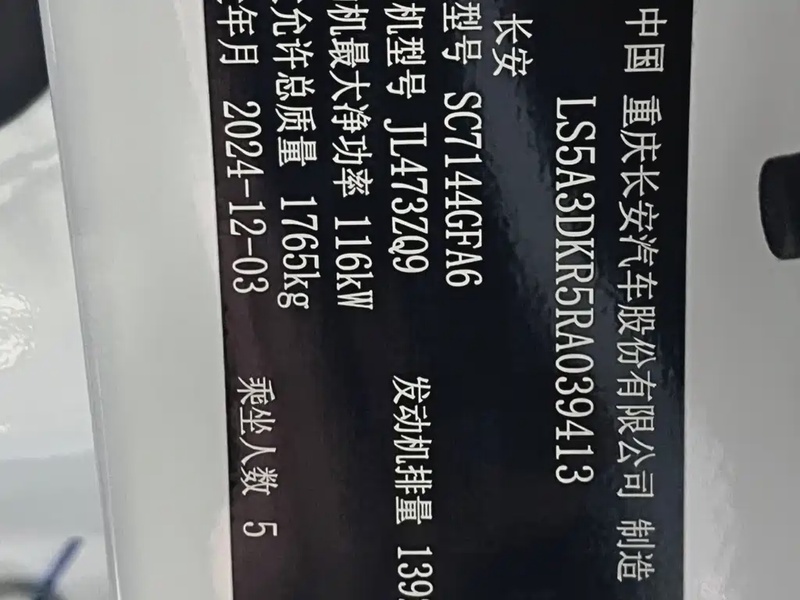 中国 重庆长安汽车股份有限公司 制造
LS5A3DKR5RA039413
长安
型号 SC7144GFA6
机型号 JL473ZQ9 发动机排量 139
机最大净功率 116kW
允许总质量 1765kg
年月 2024-12-03 乘坐人数 5